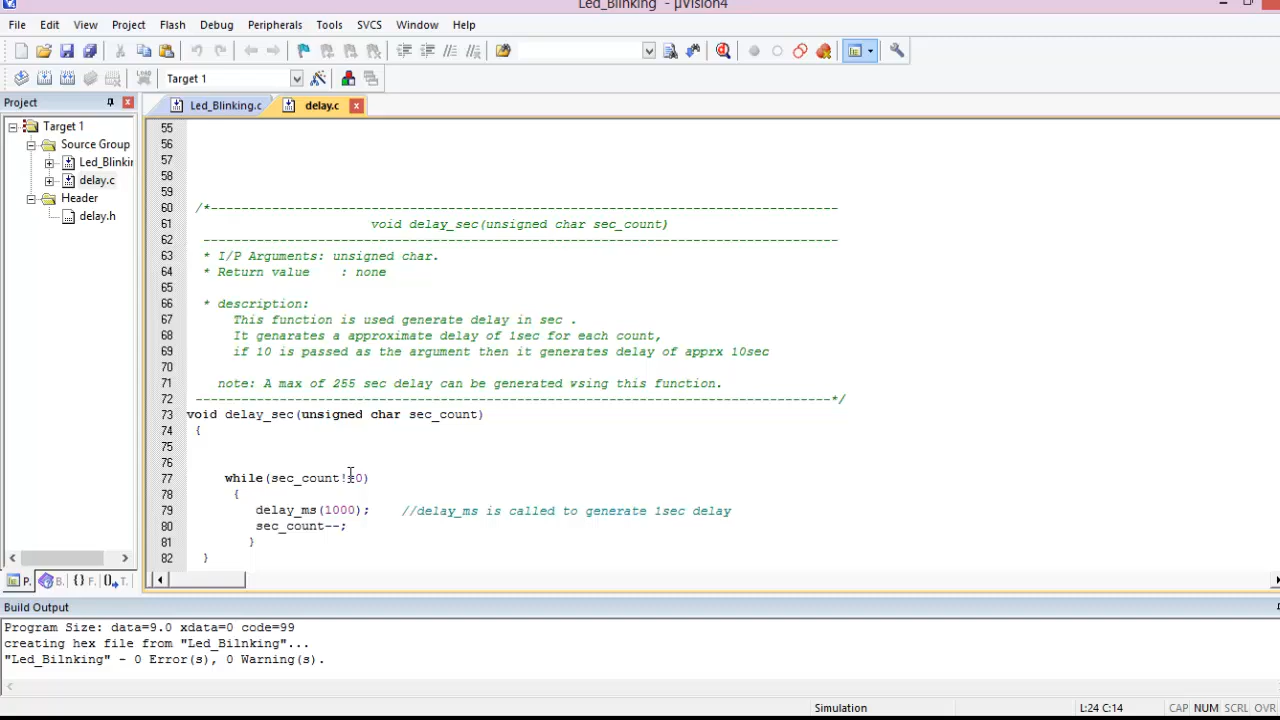 Led_Blinking - µVision4
File Edit View Project Flash Debug Peripherals Tools SVCS Window Help
LOAD Target 1
Project
Led_Blinking.c delay.c
Target 1
Source Group
Led_Blinkin
delay.c
Header
delay.h
55
56
57
58
59
60 /*------------------------------------------------------------------------------------
61 void delay_sec(unsigned char sec_count)
62 ------------------------------------------------------------------------------------
63 * I/P Arguments: unsigned char.
64 * Return value : none
65
66 * description:
67 This function is used generate delay in sec .
68 It genarates a approximate delay of 1sec for each count,
69 if 10 is passed as the argument then it generates delay of apprx 10sec
70
71 note: A max of 255 sec delay can be generated wsing this function.
72 ------------------------------------------------------------------------------------*/
73 void delay_sec(unsigned char sec_count)
74 {
75
76
77 while(sec_count!=0)
78 {
79 delay_ms(1000); //delay_ms is called to generate 1sec delay
80 sec_count--;
81 }
82 }
P. B. {} F. T.
Build Output
Program Size: data=9.0 xdata=0 code=99
creating hex file from "Led_Bilnking"...
"Led_Bilnking" - 0 Error(s), 0 Warning(s).
Simulation L:24 C:14 CAP NUM SCRL OVR